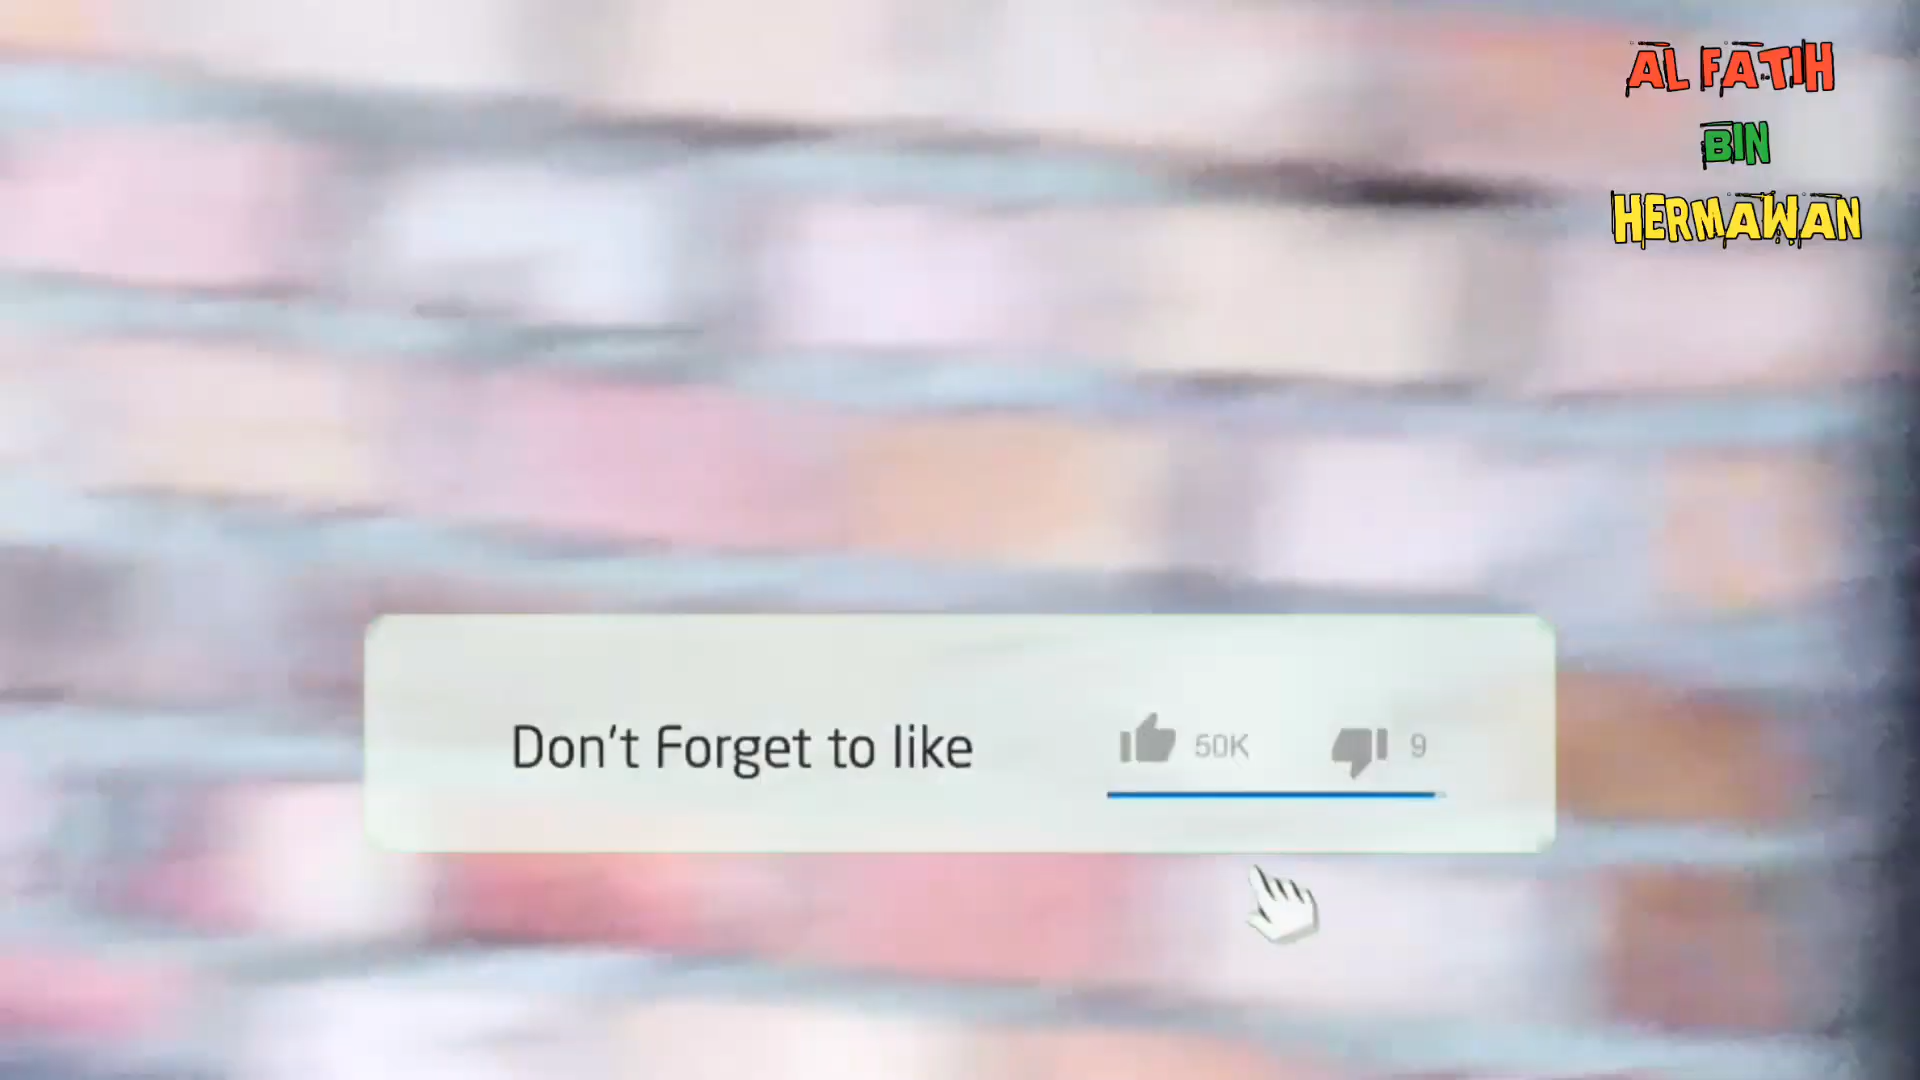 AL FATIH
BIN
HERMAWAN
Don't Forget to like
50K
9